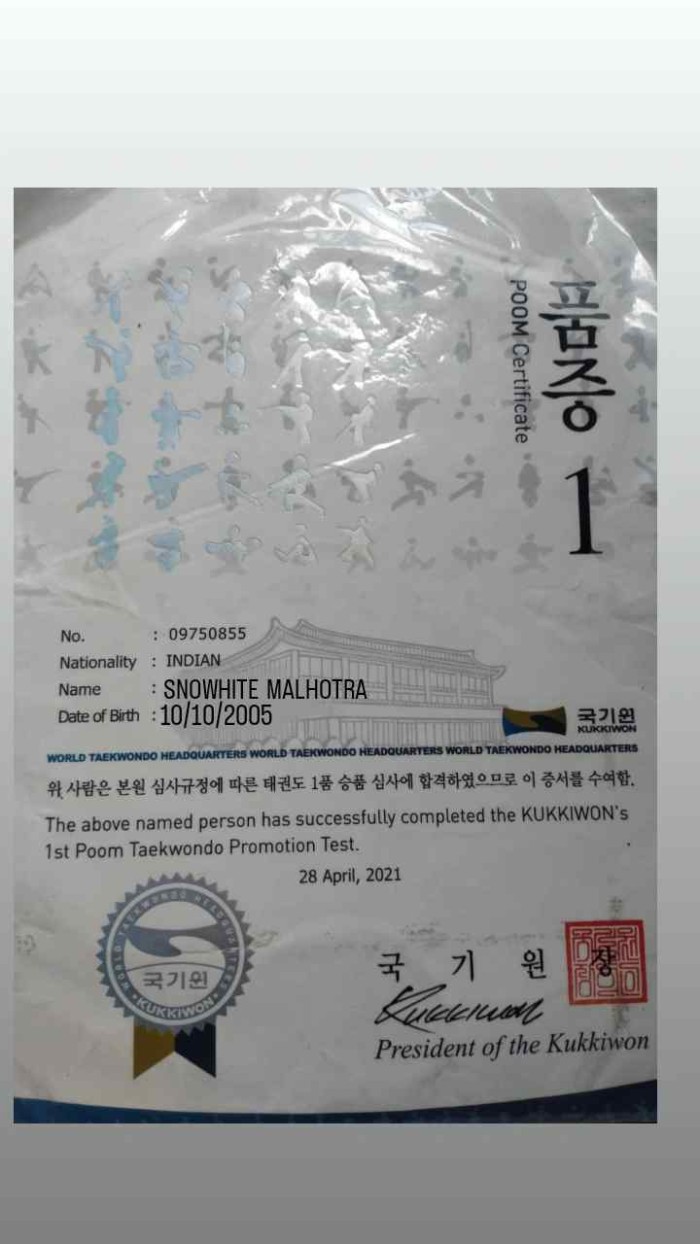 품증
POOM Certificate
1
No. : 09750855
Nationality : INDIAN
Name : SNOWHITE MALHOTRA
Date of Birth : 10/10/2005
국기원
KUKKIWON
WORLD TAEKWONDO HEADQUARTERS WORLD TAEKWONDO HEADQUARTERS WORLD TAEKWONDO HEADQUARTERS
위 사람은 본원 심사규정에 따른 태권도 1품 승품 심사에 합격하였으므로 이 증서를 수여함.
The above named person has successfully completed the KUKKIWON's
1st Poom Taekwondo Promotion Test.
28 April, 2021
WORLD TAEKWONDO HEADQUARTERS
국기원
KUKKIWON
국 기 원 장
Kukkiwon
President of the Kukkiwon